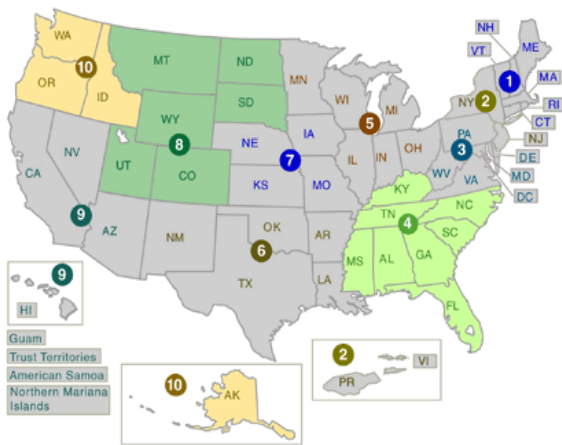 NH
WA
VT
ME
MT
ND
MN
10
1
OR
ID
MA
WI
SD
NY
2
RI
MI
WY
5
CT
PA
NJ
8
IA
NE
3
NV
7
IL
IN
OH
DE
UT
CO
WV
MD
CA
VA
KS
MO
DC
KY
NC
TN
9
OK
4
AZ
NM
AR
SC
6
MS
AL
GA
TX
LA
9
FL
HI
Guam
2
Trust Territories
VI
American Samoa
10
PR
Northern Mariana
Islands
AK